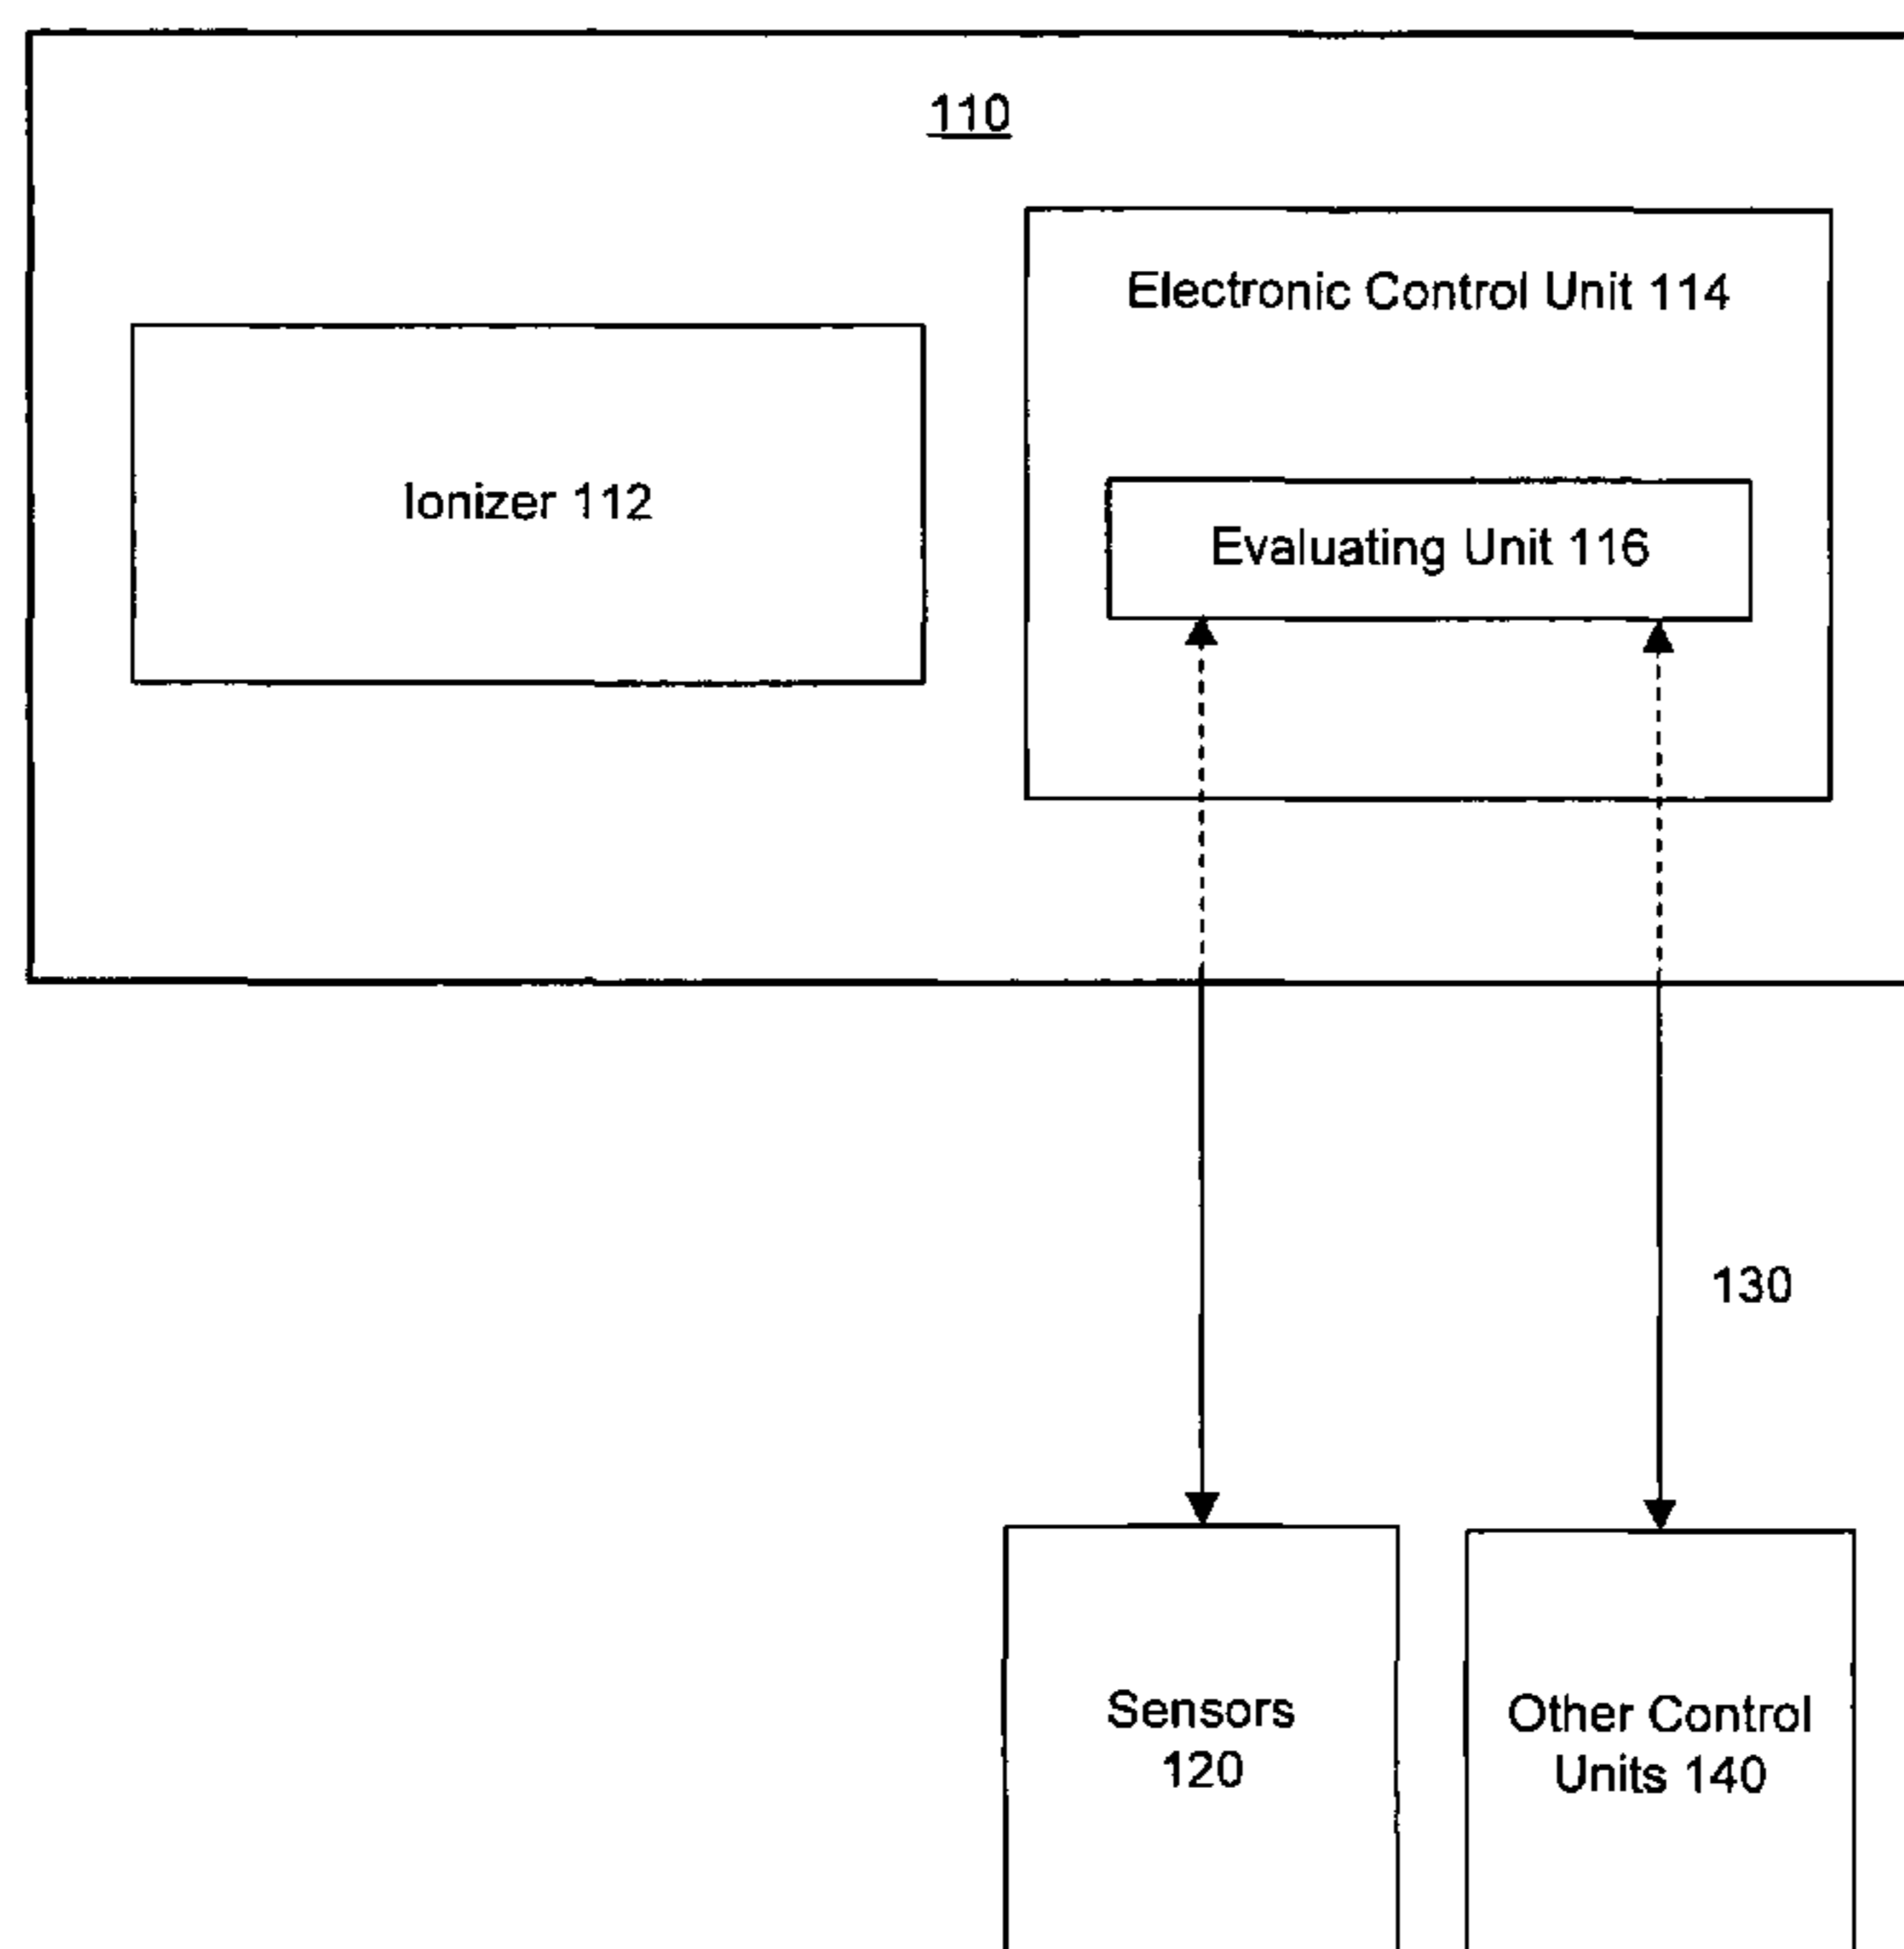 110
Electronic Control Unit 114
Ionizer 112
Evaluating Unit 116
130
Sensors
120
Other Control
Units 140